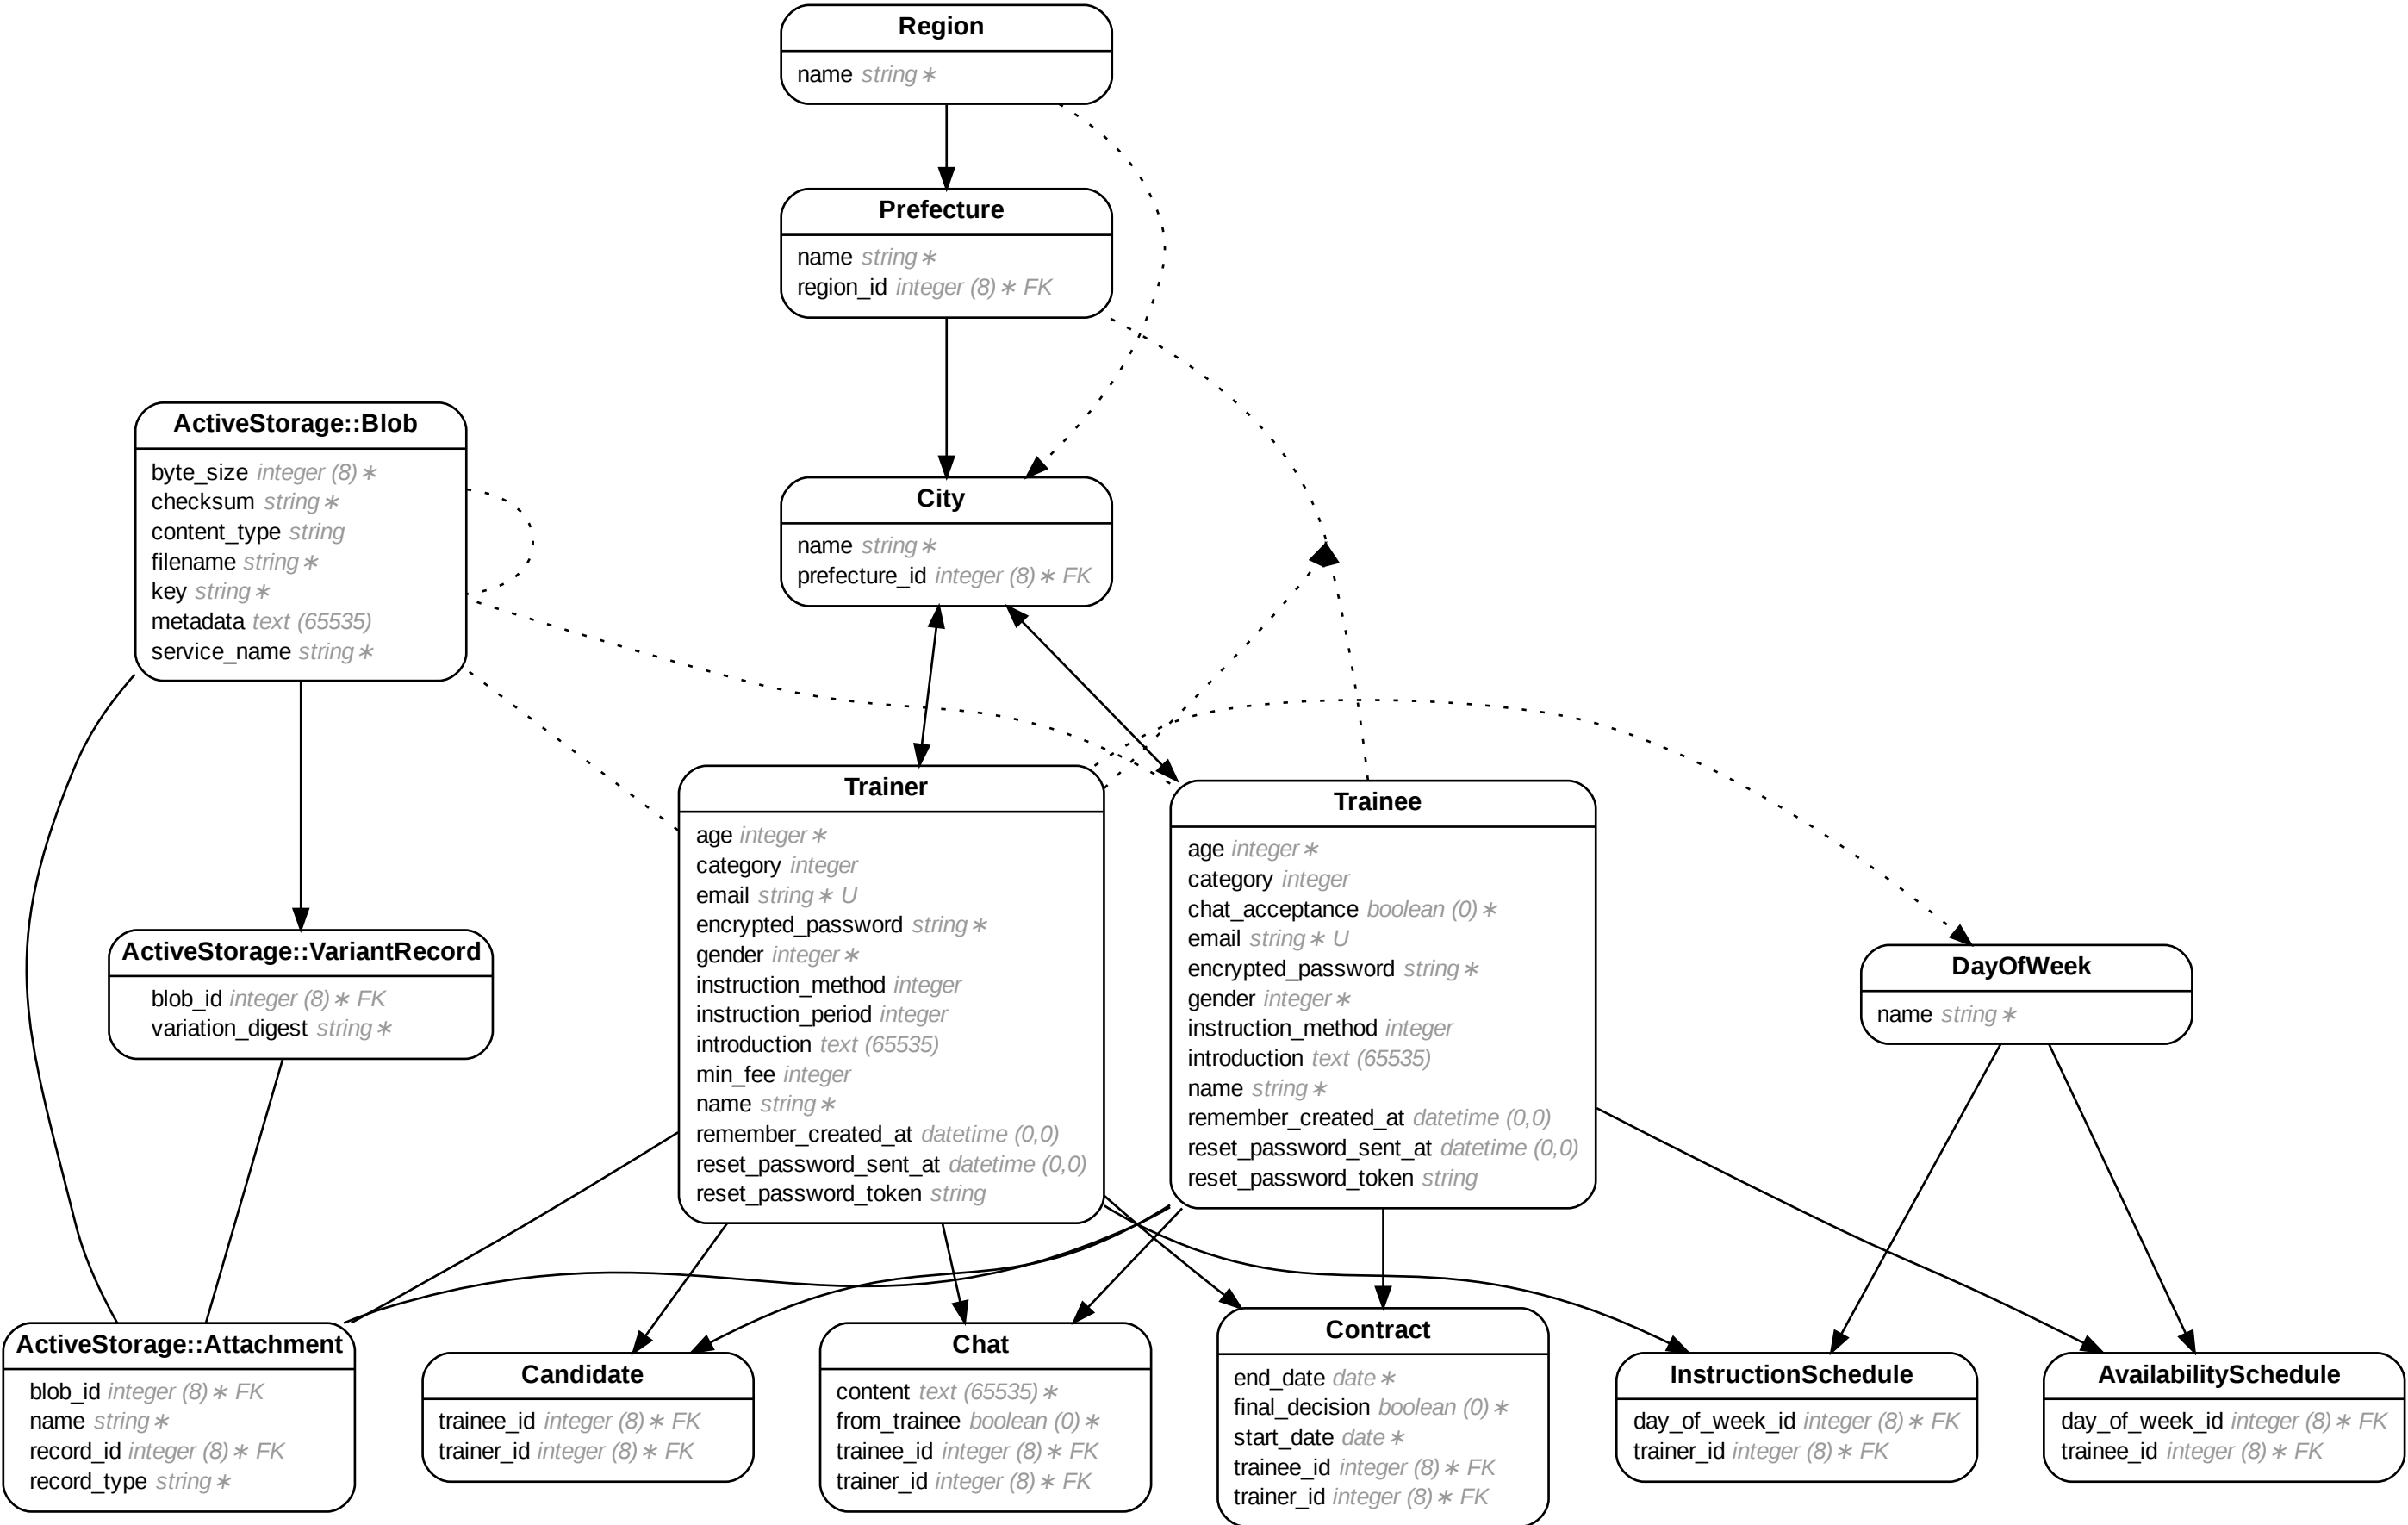 Region
name string∗
Prefecture
name string∗
region_id integer (8)∗ FK
ActiveStorage::Blob
byte_size integer (8)∗
checksum string∗
content_type string
filename string∗
key string∗
metadata text (65535)
service_name string∗
City
name string∗
prefecture_id integer (8)∗ FK
Trainer
age integer∗
category integer
email string∗ U
encrypted_password string∗
gender integer∗
instruction_method integer
instruction_period integer
introduction text (65535)
min_fee integer
name string∗
remember_created_at datetime (0,0)
reset_password_sent_at datetime (0,0)
reset_password_token string
Trainee
age integer∗
category integer
chat_acceptance boolean (0)∗
email string∗ U
encrypted_password string∗
gender integer∗
instruction_method integer
introduction text (65535)
name string∗
remember_created_at datetime (0,0)
reset_password_sent_at datetime (0,0)
reset_password_token string
ActiveStorage::VariantRecord
blob_id integer (8)∗ FK
variation_digest string∗
DayOfWeek
name string∗
ActiveStorage::Attachment
blob_id integer (8)∗ FK
name string∗
record_id integer (8)∗ FK
record_type string∗
Candidate
trainee_id integer (8)∗ FK
trainer_id integer (8)∗ FK
Chat
content text (65535)∗
from_trainee boolean (0)∗
trainee_id integer (8)∗ FK
trainer_id integer (8)∗ FK
Contract
end_date date∗
final_decision boolean (0)∗
start_date date∗
trainee_id integer (8)∗ FK
trainer_id integer (8)∗ FK
InstructionSchedule
day_of_week_id integer (8)∗ FK
trainer_id integer (8)∗ FK
AvailabilitySchedule
day_of_week_id integer (8)∗ FK
trainee_id integer (8)∗ FK